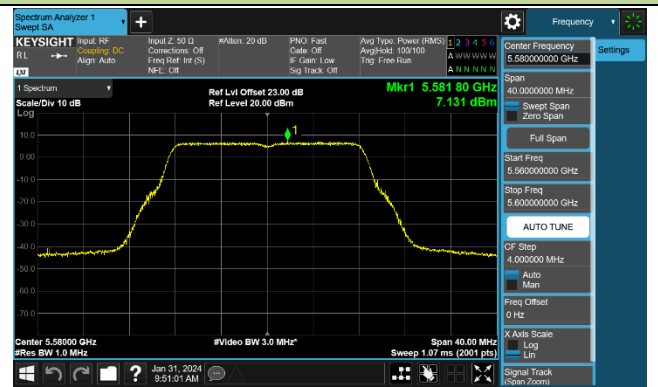 Spectrum Analyzer 1
Swept SA
Frequency
KEYSIGHT
RL
LXI
Input: RF
Coupling: DC
Align: Auto
Input Z: 50 Ω
Corrections: Off
Freq Ref: Int (S)
NFE: Off
#Atten: 20 dB
PNO: Fast
Gate: Off
IF Gain: Low
Sig Track: Off
Avg Type: Power (RMS)
Avg|Hold: 100/100
Trig: Free Run
1 2 3 4 5 6
A W W W W W
A N N N N N
1 Spectrum
Scale/Div 10 dB
Log
Ref Lvl Offset 23.00 dB
Ref Level 20.00 dBm
Mkr1 5.581 80 GHz
7.131 dBm
10.0
0.00
-10.0
-20.0
-30.0
-40.0
-50.0
-60.0
-70.0
1
Center 5.58000 GHz
#Res BW 1.0 MHz
#Video BW 3.0 MHz*
Span 40.00 MHz
Sweep 1.07 ms (2001 pts)
Jan 31, 2024
9:51:01 AM
Center Frequency
5.580000000 GHz
Span
40.0000000 MHz
Swept Span
Zero Span
Full Span
Start Freq
5.560000000 GHz
Stop Freq
5.600000000 GHz
AUTO TUNE
CF Step
4.000000 MHz
Auto
Man
Freq Offset
0 Hz
X Axis Scale
Log
Lin
Signal Track
(Span Zoom)
Settings